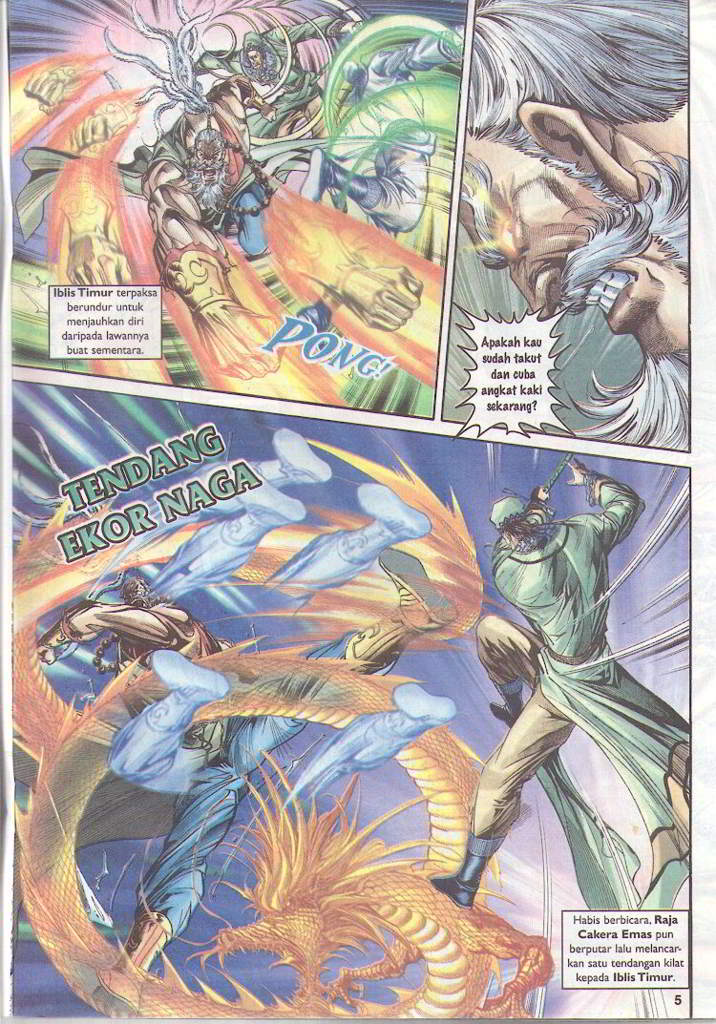 Iblis Timur terpaksa
berundur untuk
menjauhkan diri
daripada lawannya
buat sementara.
PONG!
Apakah kau
sudah takut
dan cuba
angkat kaki
sekarang?
TENDANG
EKOR NAGA
Habis berbicara, Raja
Cakera Emas pun
berputar lalu melancar-
kan satu tendangan kilat
kepada Iblis Timur.
5